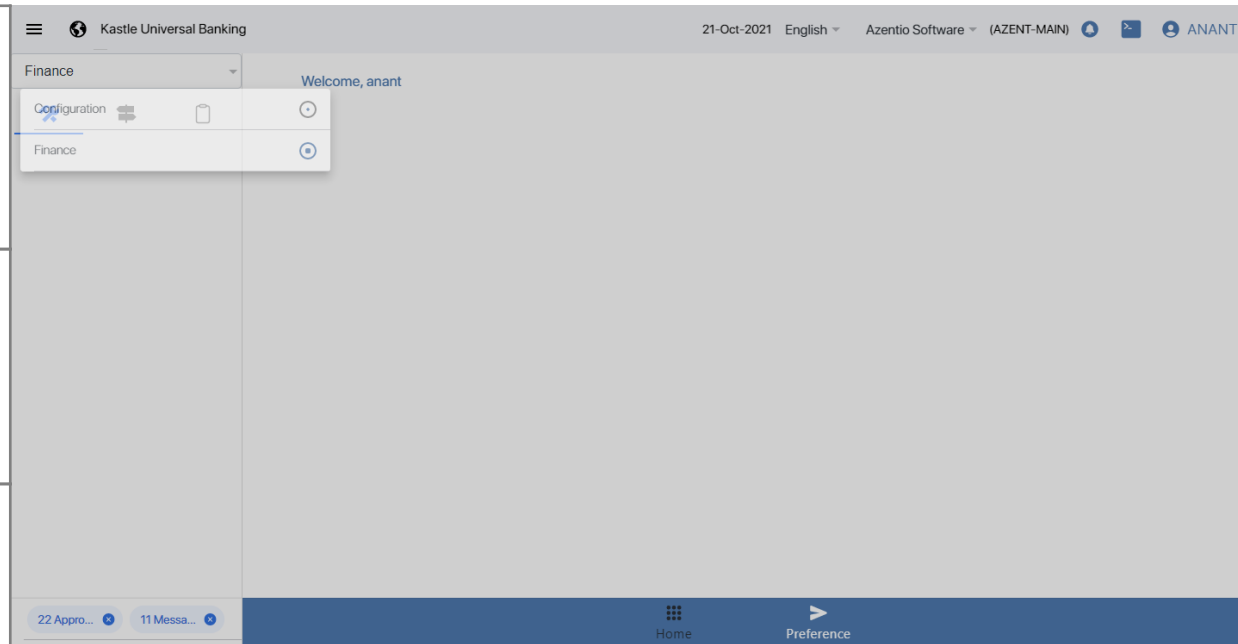 Kastle Universal Banking 21-Oct-2021 English Azentio Software (AZENT-MAIN) ANANT
Finance
Welcome, anant
Configuration
Finance
22 Appro... 11 Messa...
Home Preference